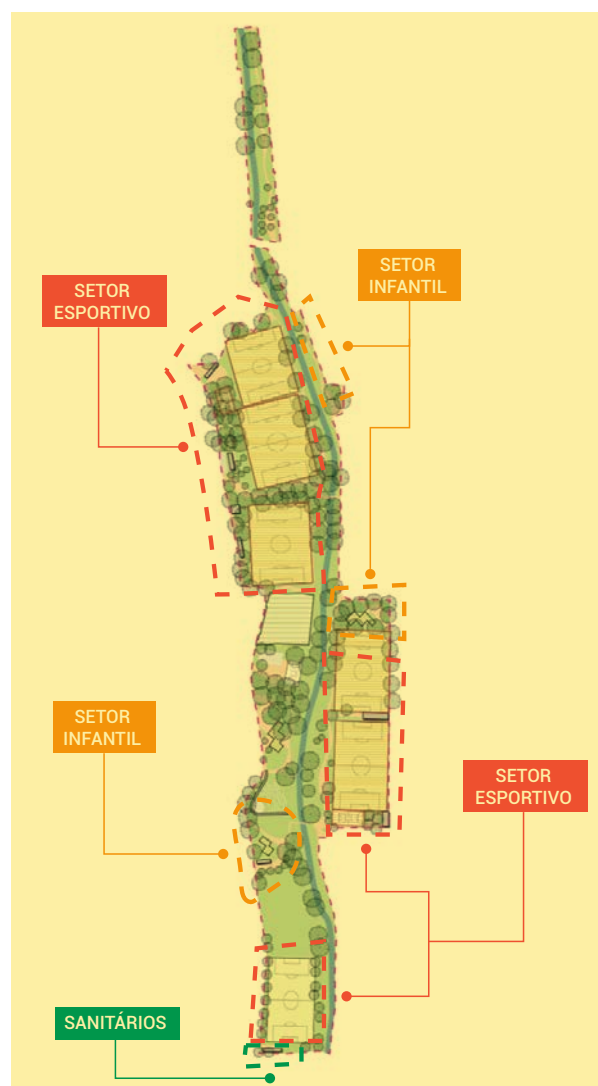 SETOR
INFANTIL
SETOR
ESPORTIVO
SETOR
INFANTIL
SETOR
ESPORTIVO
SANITÁRIOS